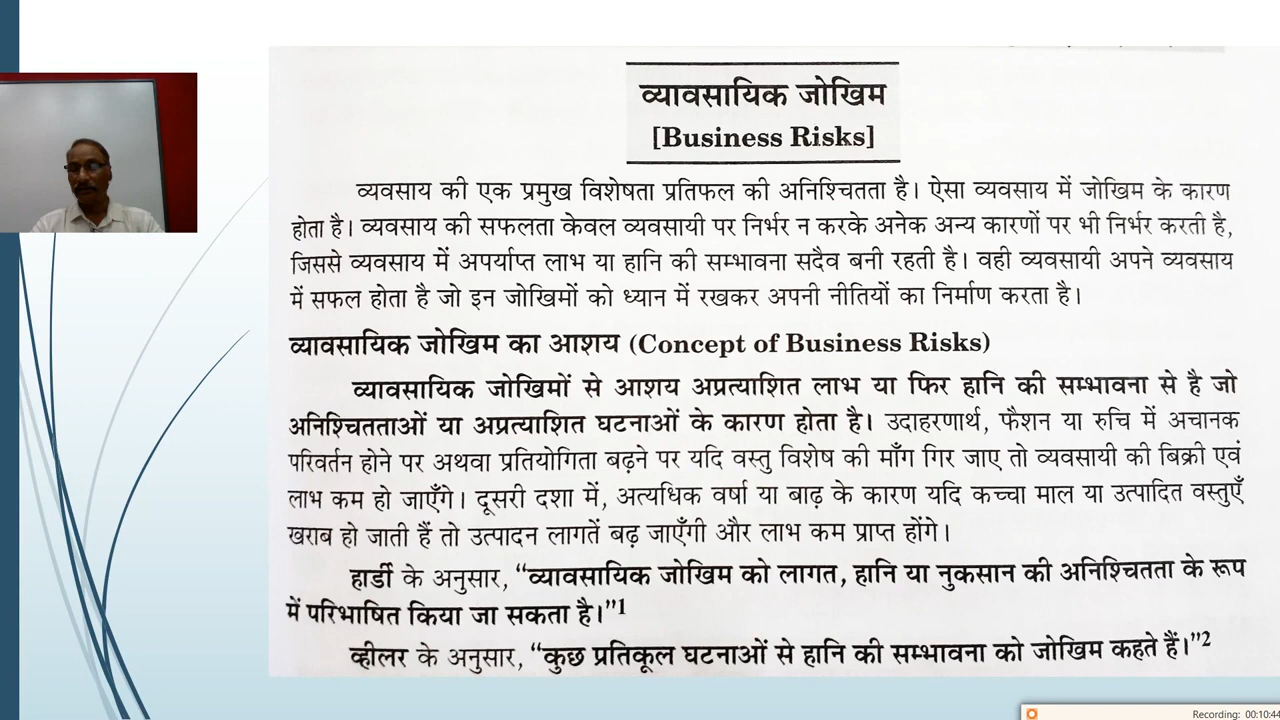 व्यावसायिक जोखिम
[Business Risks]
व्यवसाय की एक प्रमुख विशेषता प्रतिफल की अनिश्चितता है। ऐसा व्यवसाय में जोखिम के कारण
होता है। व्यवसाय की सफलता केवल व्यवसायी पर निर्भर न करके अनेक अन्य कारणों पर भी निर्भर करती है,
जिससे व्यवसाय में अपर्याप्त लाभ या हानि की सम्भावना सदैव बनी रहती है। वही व्यवसायी अपने व्यवसाय
में सफल होता है जो इन जोखिमों को ध्यान में रखकर अपनी नीतियों का निर्माण करता है।
व्यावसायिक जोखिम का आशय (Concept of Business Risks)
व्यावसायिक जोखिमों से आशय अप्रत्याशित लाभ या फिर हानि की सम्भावना से है जो
अनिश्चितताओं या अप्रत्याशित घटनाओं के कारण होता है। उदाहरणार्थ, फैशन या रुचि में अचानक
परिवर्तन होने पर अथवा प्रतियोगिता बढ़ने पर यदि वस्तु विशेष की माँग गिर जाए तो व्यवसायी की बिक्री एवं
लाभ कम हो जाएँगे। दूसरी दशा में, अत्यधिक वर्षा या बाढ़ के कारण यदि कच्चा माल या उत्पादित वस्तुएँ
खराब हो जाती हैं तो उत्पादन लागतें बढ़ जाएँगी और लाभ कम प्राप्त होंगे।
हार्डी के अनुसार, “व्यावसायिक जोखिम को लागत, हानि या नुकसान की अनिश्चितता के रूप
में परिभाषित किया जा सकता है।”1
व्हीलर के अनुसार, “कुछ प्रतिकूल घटनाओं से हानि की सम्भावना को जोखिम कहते हैं।”2
Recording: 00:10:44